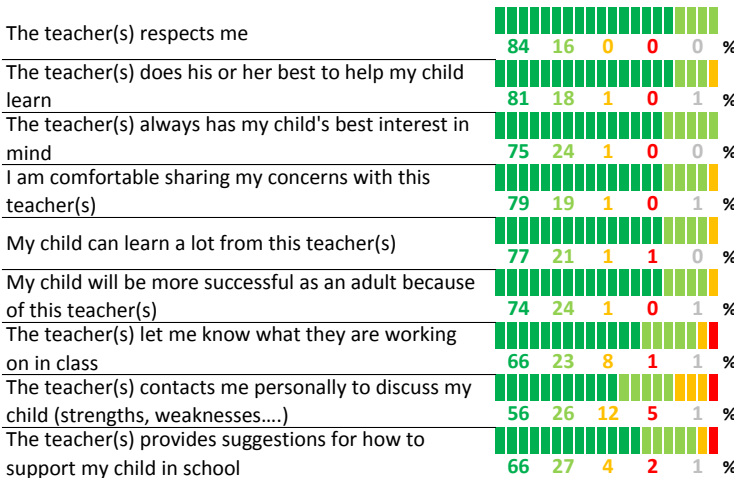 The teacher(s) respects me
84 16 0 0 0 %
The teacher(s) does his or her best to help my child
learn
81 18 1 0 1 %
The teacher(s) always has my child's best interest in
mind
75 24 1 0 0 %
I am comfortable sharing my concerns with this
teacher(s)
79 19 1 0 1 %
My child can learn a lot from this teacher(s)
77 21 1 1 0 %
My child will be more successful as an adult because
of this teacher(s)
74 24 1 0 1 %
The teacher(s) let me know what they are working
on in class
66 23 8 1 1 %
The teacher(s) contacts me personally to discuss my
child (strengths, weaknesses....)
56 26 12 5 1 %
The teacher(s) provides suggestions for how to
support my child in school
66 27 4 2 1 %